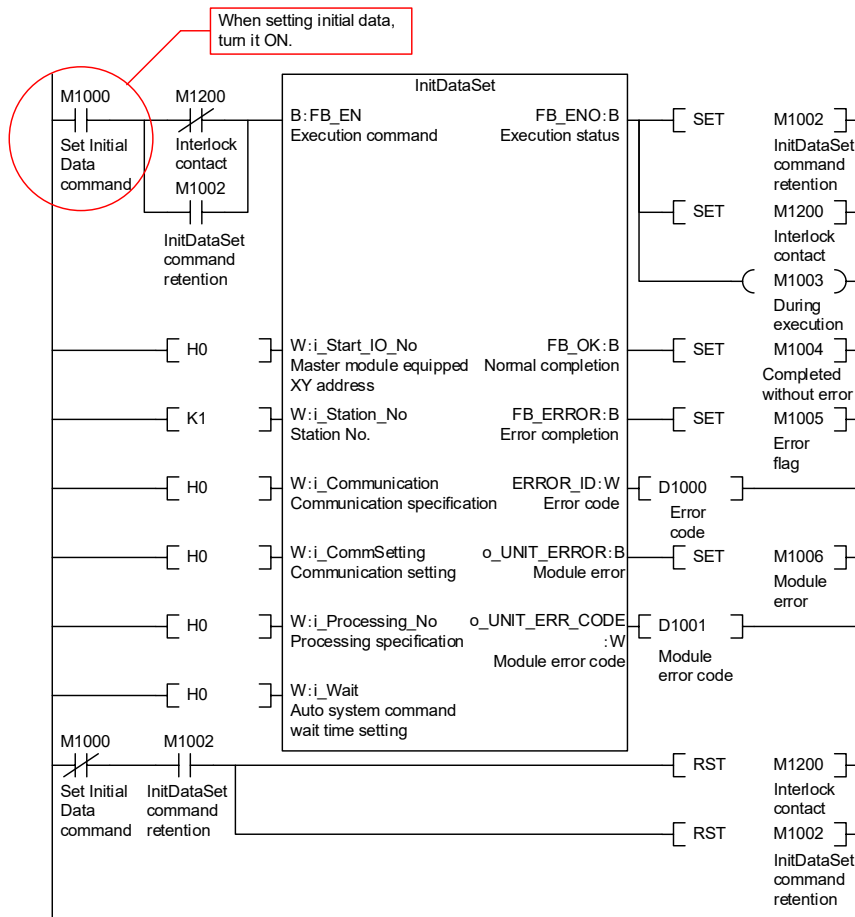 When setting initial data,
turn it ON.
InitDataSet
M1000
M1200
B:FB_EN
FB_ENO:B
SET
M1002
Set Initial
Data
command
Interlock
contact
Execution command
Execution status
InitDataSet
command
retention
M1002
InitDataSet
command
retention
SET
M1200
Interlock
contact
M1003
During
execution
H0
W:i_Start_IO_No
Master module equipped
XY address
FB_OK:B
Normal completion
SET
M1004
Completed
without error
K1
W:i_Station_No
Station No.
FB_ERROR:B
Error completion
SET
M1005
Error
flag
H0
W:i_Communication
Communication specification
ERROR_ID:W
Error code
D1000
Error
code
H0
W:i_CommSetting
Communication setting
o_UNIT_ERROR:B
Module error
SET
M1006
Module
error
H0
W:i_Processing_No
Processing specification
o_UNIT_ERR_CODE
:W
Module error code
D1001
Module
error code
H0
W:i_Wait
Auto system command
wait time setting
M1000
M1002
RST
M1200
Set Initial
Data
command
InitDataSet
command
retention
Interlock
contact
RST
M1002
InitDataSet
command
retention